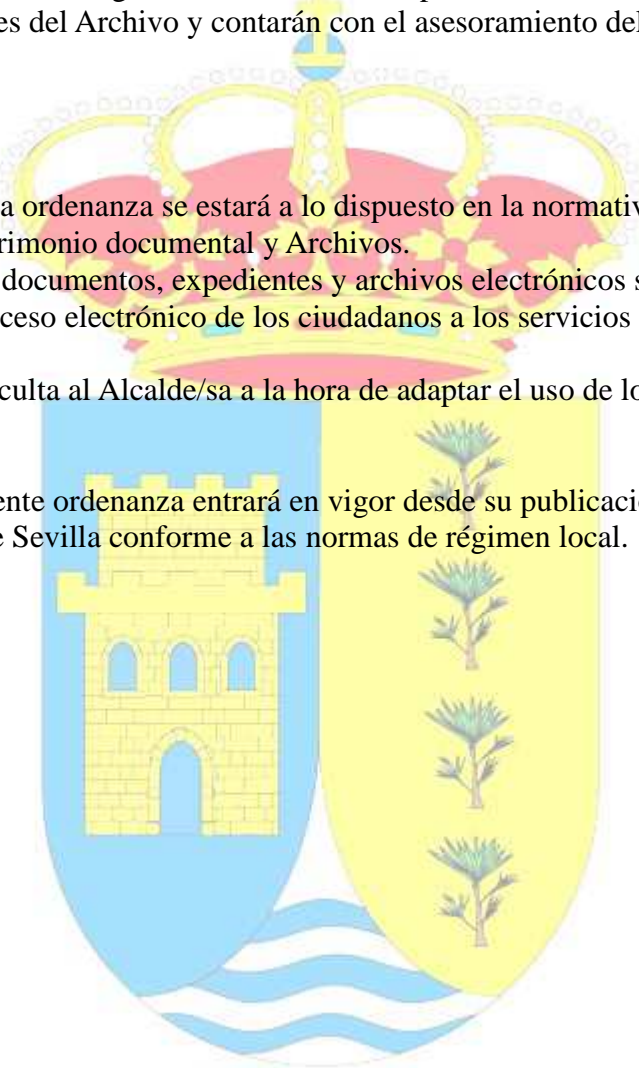 es del Archivo y contarán con el asesoramiento del
a ordenanza se estará a lo dispuesto en la normativ
rimonio documental y Archivos.
documentos, expedientes y archivos electrónicos s
ceso electrónico de los ciudadanos a los servicios
culta al Alcalde/sa a la hora de adaptar el uso de lo
ente ordenanza entrará en vigor desde su publicaci
e Sevilla conforme a las normas de régimen local.